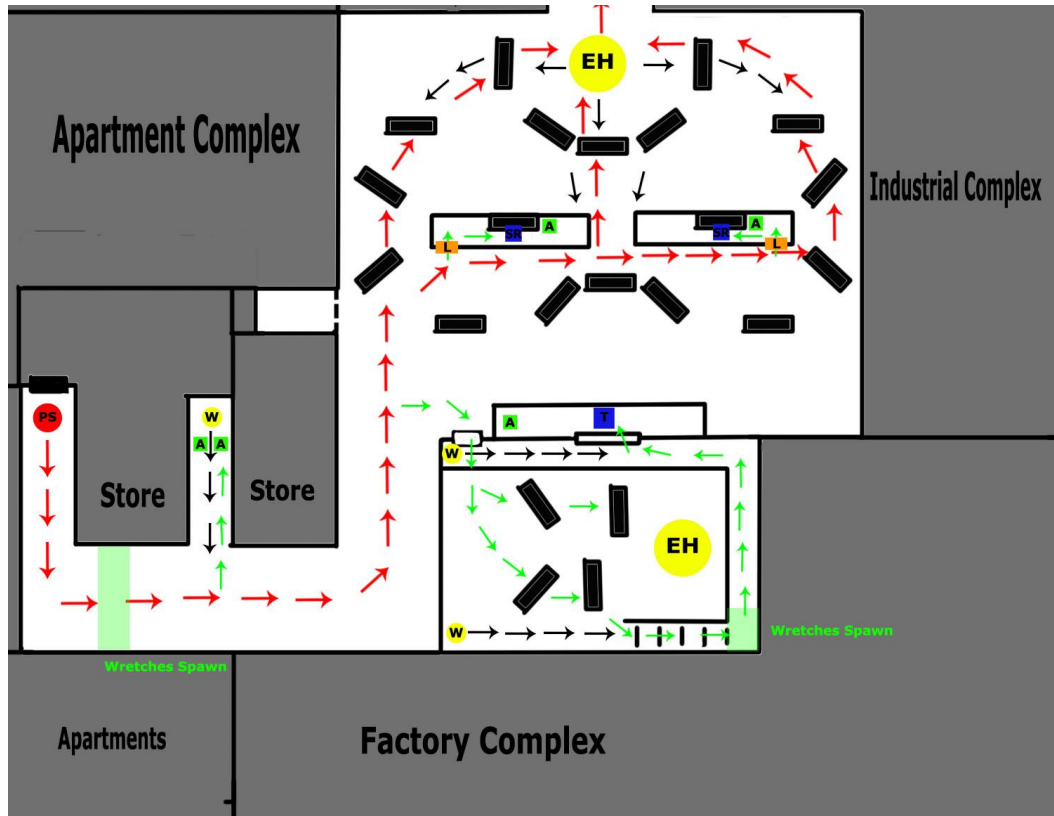 EH
Apartment Complex
Industrial Complex
A
A
L
SR
SR
L
PS
W
A
A
A
T
W
Store
Store
EH
W
Wretches Spawn
Wretches Spawn
Apartments
Factory Complex